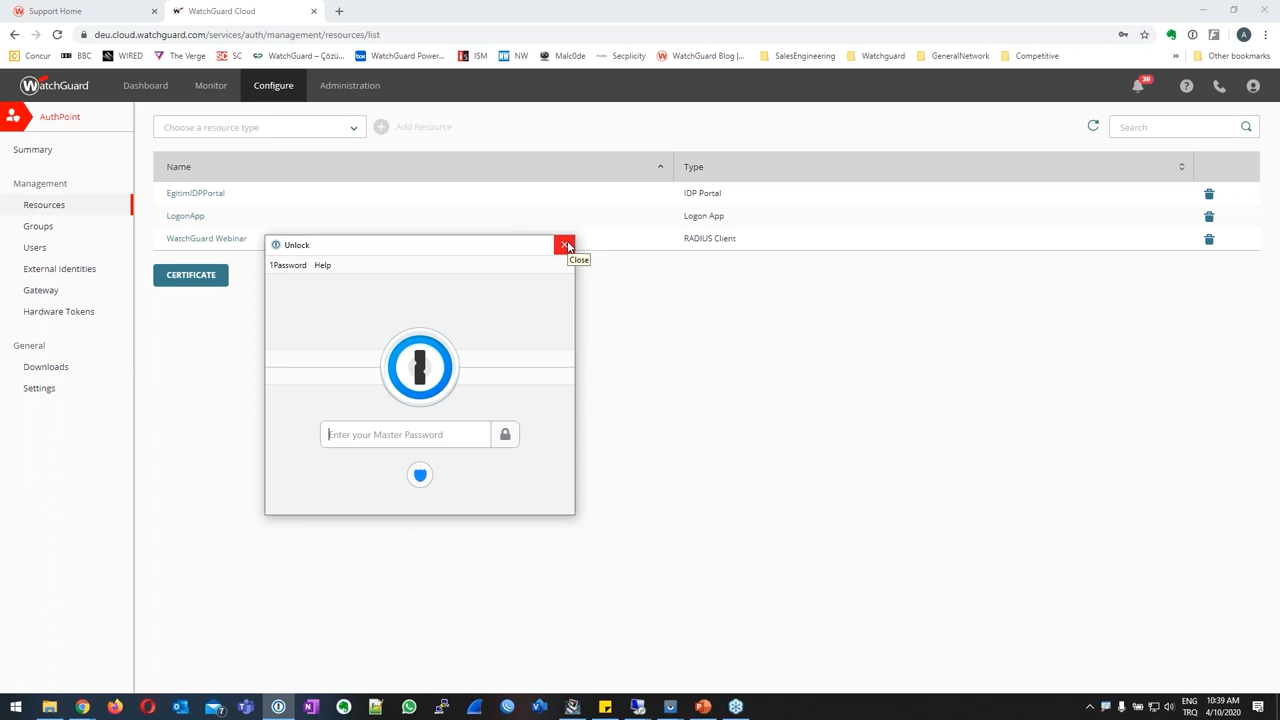 Support Home
WatchGuard Cloud
deu.cloud.watchguard.com/services/auth/management/resources/list
Concur
BBC
WIRED
The Verge
SC
WatchGuard – Çözü...
WatchGuard Power...
ISM
NW
Malc0de
Secplicity
WatchGuard Blog |...
SalesEngineering
Watchguard
GeneralNetwork
Competitive
»
Other bookmarks
WatchGuard
Dashboard
Monitor
Configure
Administration
39
AuthPoint
Summary
Management
Resources
Groups
Users
External Identities
Gateway
Hardware Tokens
General
Downloads
Settings
Choose a resource type
Add Resource
Search
Name
Type
EgitimIDPPortal
IDP Portal
LogonApp
Logon App
WatchGuard Webinar
RADIUS Client
CERTIFICATE
Unlock
Close
1Password Help
Enter your Master Password
ENG
TRQ
10:39 AM
4/10/2020